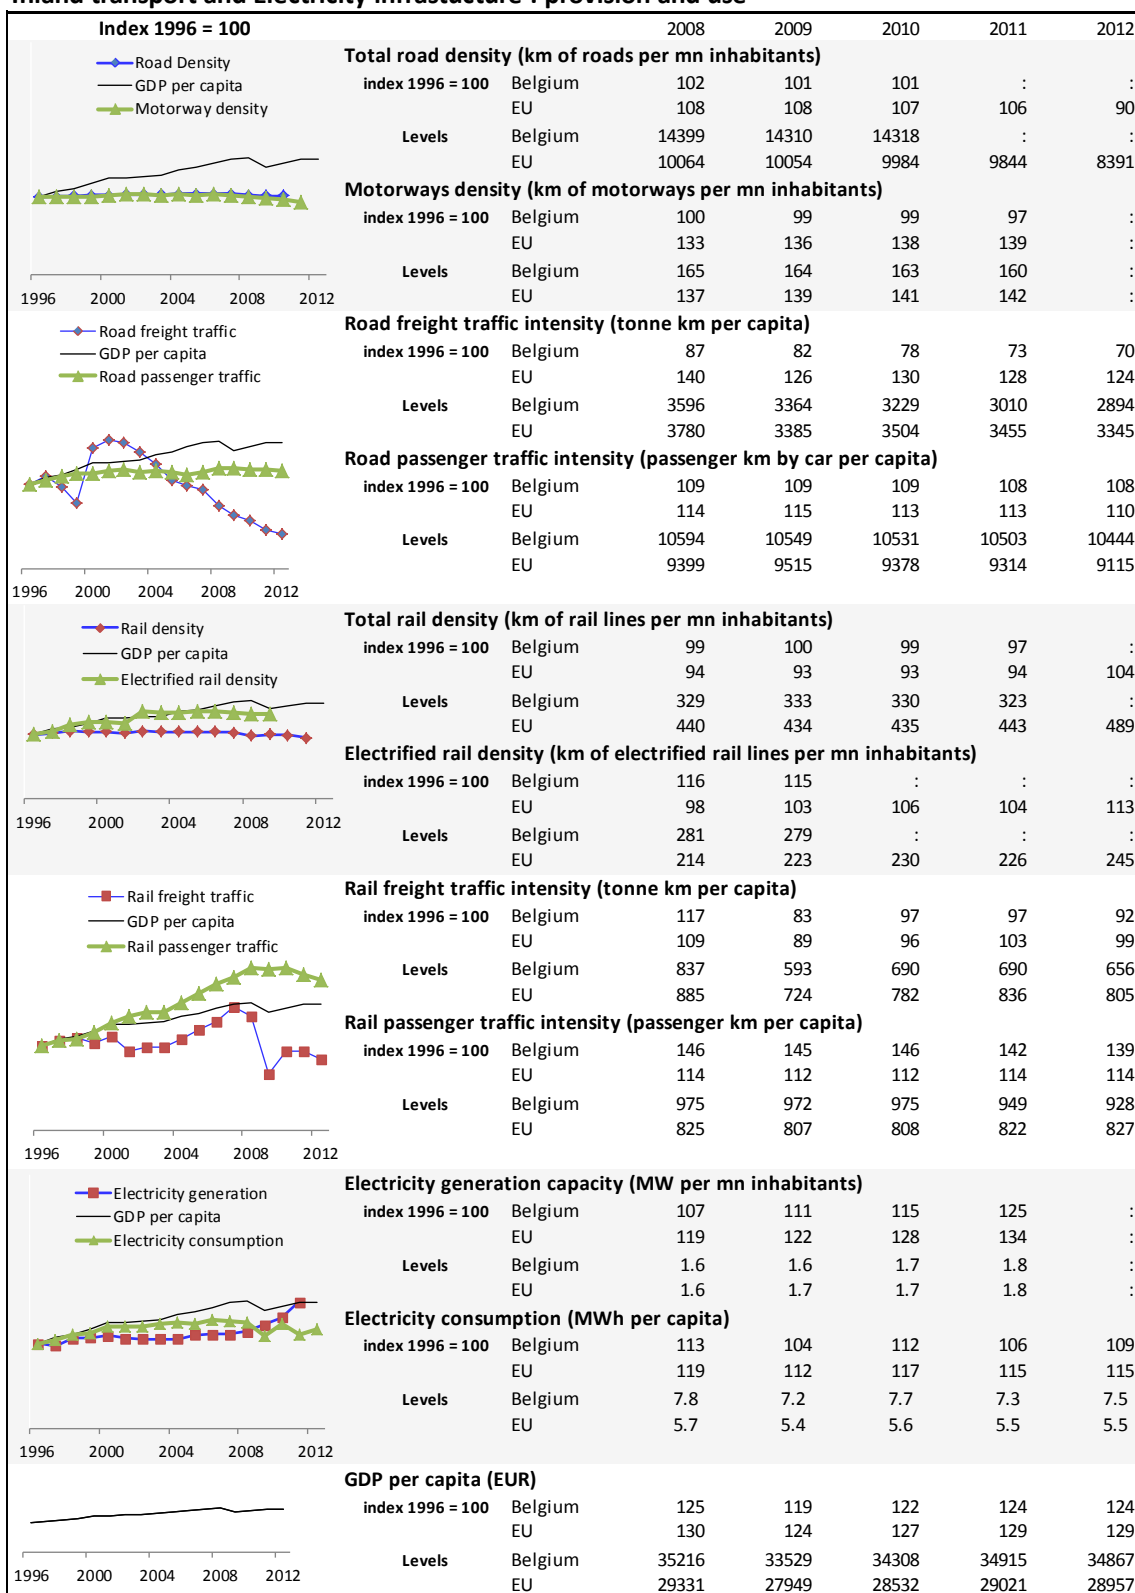 Inland transport and Electricity infrastucture : provision and use
Index 1996 = 100 2008 2009 2010 2011 2012
Road Density
GDP per capita
Motorway density
1996 2000 2004 2008 2012
Total road density (km of roads per mn inhabitants)
index 1996 = 100 Belgium 102 101 101 : :
EU 108 108 107 106 90
Levels Belgium 14399 14310 14318 : :
EU 10064 10054 9984 9844 8391
Motorways density (km of motorways per mn inhabitants)
index 1996 = 100 Belgium 100 99 99 97 :
EU 133 136 138 139 :
Levels Belgium 165 164 163 160 :
EU 137 139 141 142 :
Road freight traffic
GDP per capita
Road passenger traffic
1996 2000 2004 2008 2012
Road freight traffic intensity (tonne km per capita)
index 1996 = 100 Belgium 87 82 78 73 70
EU 140 126 130 128 124
Levels Belgium 3596 3364 3229 3010 2894
EU 3780 3385 3504 3455 3345
Road passenger traffic intensity (passenger km by car per capita)
index 1996 = 100 Belgium 109 109 109 108 108
EU 114 115 113 113 110
Levels Belgium 10594 10549 10531 10503 10444
EU 9399 9515 9378 9314 9115
Rail density
GDP per capita
Electrified rail density
1996 2000 2004 2008 2012
Total rail density (km of rail lines per mn inhabitants)
index 1996 = 100 Belgium 99 100 99 97 :
EU 94 93 93 94 104
Levels Belgium 329 333 330 323 :
EU 440 434 435 443 489
Electrified rail density (km of electrified rail lines per mn inhabitants)
index 1996 = 100 Belgium 116 115 : : :
EU 98 103 106 104 113
Levels Belgium 281 279 : : :
EU 214 223 230 226 245
Rail freight traffic
GDP per capita
Rail passenger traffic
1996 2000 2004 2008 2012
Rail freight traffic intensity (tonne km per capita)
index 1996 = 100 Belgium 117 83 97 97 92
EU 109 89 96 103 99
Levels Belgium 837 593 690 690 656
EU 885 724 782 836 805
Rail passenger traffic intensity (passenger km per capita)
index 1996 = 100 Belgium 146 145 146 142 139
EU 114 112 112 114 114
Levels Belgium 975 972 975 949 928
EU 825 807 808 822 827
Electricity generation
GDP per capita
Electricity consumption
1996 2000 2004 2008 2012
Electricity generation capacity (MW per mn inhabitants)
index 1996 = 100 Belgium 107 111 115 125 :
EU 119 122 128 134 :
Levels Belgium 1.6 1.6 1.7 1.8 :
EU 1.6 1.7 1.7 1.8 :
Electricity consumption (MWh per capita)
index 1996 = 100 Belgium 113 104 112 106 109
EU 119 112 117 115 115
Levels Belgium 7.8 7.2 7.7 7.3 7.5
EU 5.7 5.4 5.6 5.5 5.5
1996 2000 2004 2008 2012
GDP per capita (EUR)
index 1996 = 100 Belgium 125 119 122 124 124
EU 130 124 127 129 129
Levels Belgium 35216 33529 34308 34915 34867
EU 29331 27949 28532 29021 28957